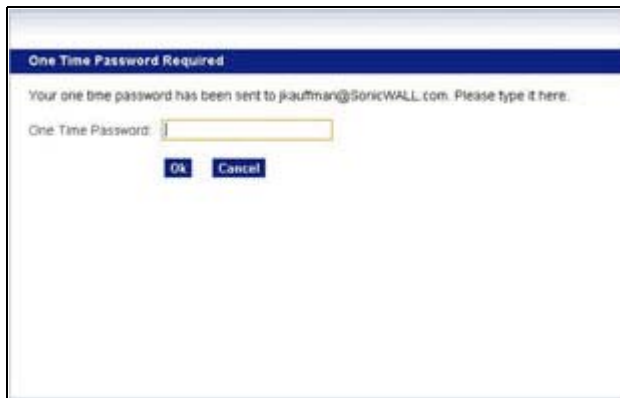 One Time Password Required
Your one time password has been sent to jkauffman@SonicWALL.com. Please type it here.
One Time Password:
Ok Cancel